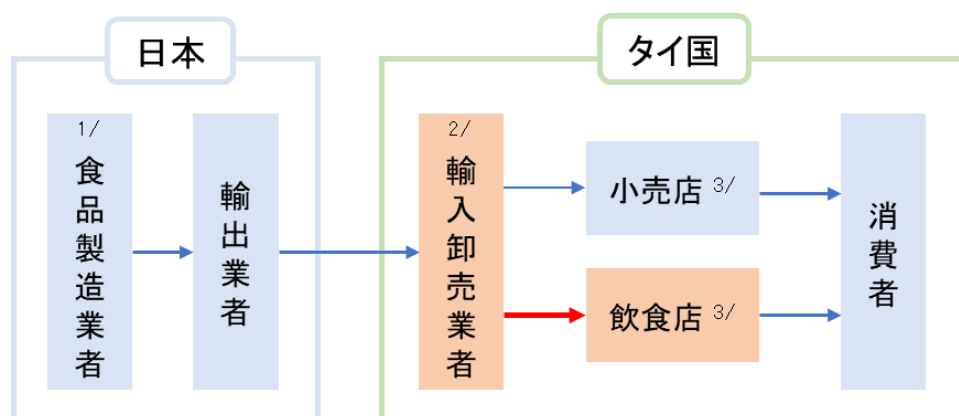 日本
タイ国
1/
食品製造業者
輸出業者
2/
輸入卸売業者
小売店 3/
飲食店 3/
消費者